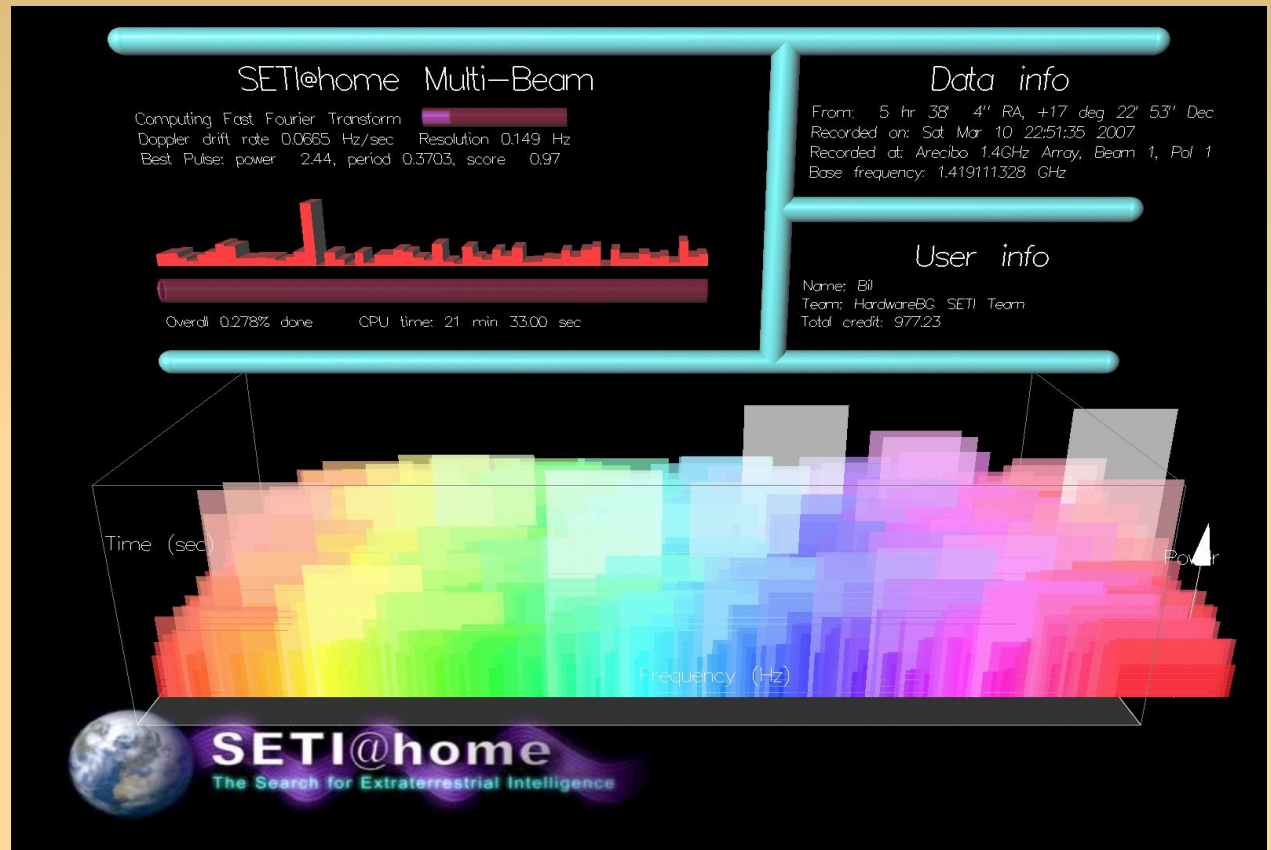 SETI@home Multi-Beam
Computing Fast Fourier Transform
Doppler drift rate 0.0665 Hz/sec Resolution 0.149 Hz
Best Pulse: power 2.44, period 0.3703, score 0.97
Overall 0.278% done CPU time: 21 min 33.00 sec
Data info
From: 5 hr 38' 4'' RA, +17 deg 22' 53'' Dec
Recorded on: Sat Mar 10 22:51:35 2007
Recorded at: Arecibo 1.4GHz Array, Beam 1, Pol 1
Base frequency: 1.419111328 GHz
User info
Name: Bil
Team: HardwareBG SETI Team
Total credit: 977.23
Time (sec)
Power
Frequency (Hz)
SETI@home
The Search for Extraterrestrial Intelligence